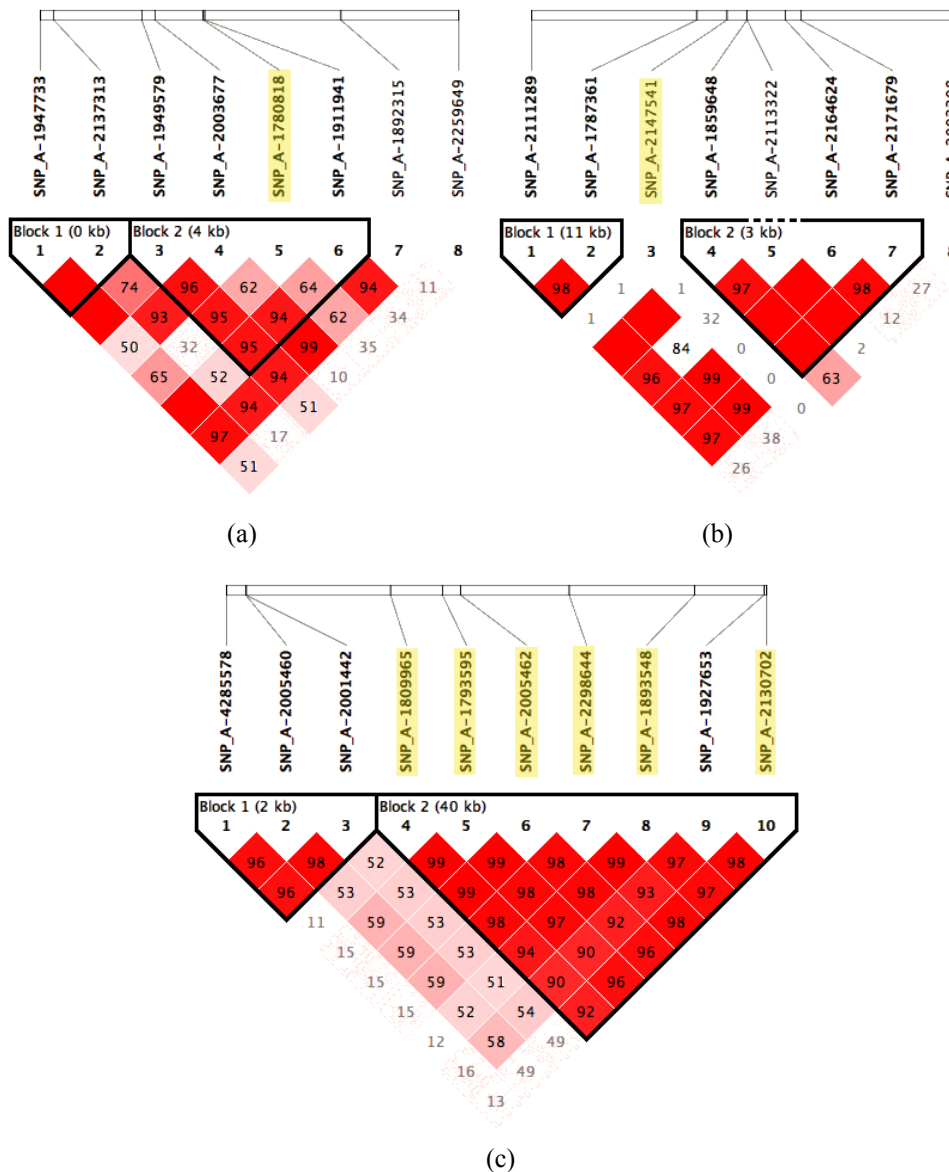 SNP_A-1947733
SNP_A-2137313
SNP_A-1949579
SNP_A-2003677
SNP_A-1780818
SNP_A-1911941
SNP_A-1892315
SNP_A-2259649
Block 1 (0 kb)
Block 2 (4 kb)
1 2 3 4 5 6 7 8
74 96 62 64 94 11
93 95 94 62 34
50 32 95 99 35
65 52 94 10
94 51
97 17
51
(a)
SNP_A-2111289
SNP_A-1787361
SNP_A-2147541
SNP_A-1859648
SNP_A-2113322
SNP_A-2164624
SNP_A-2171679
Block 1 (11 kb)
Block 2 (3 kb)
1 2 3 4 5 6 7
98 1 1 97 98 27
1 32 12
84 0 2
96 99 0 63
97 99 0
97 38
26
(b)
SNP_A-4285578
SNP_A-2005460
SNP_A-2001442
SNP_A-1809965
SNP_A-1793595
SNP_A-2005462
SNP_A-2298644
SNP_A-1893548
SNP_A-1927653
SNP_A-2130702
Block 1 (2 kb)
Block 2 (40 kb)
1 2 3 4 5 6 7 8 9 10
96 98 52 99 99 98 99 97 98
96 53 53 99 98 98 93 97
11 59 53 98 97 92 98
15 59 53 94 90 96
15 59 51 90 96
15 52 54 92
12 58 49
16 49
13
(c)